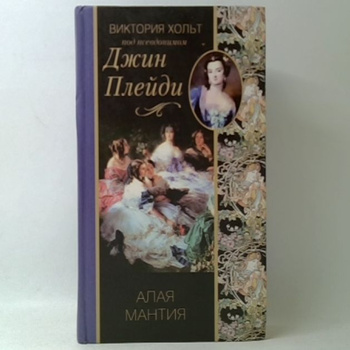 ВИКТОРИЯ ХОЛЬТ
под псевдонимом
Джин
Плейди
АЛАЯ
МАНТИЯ